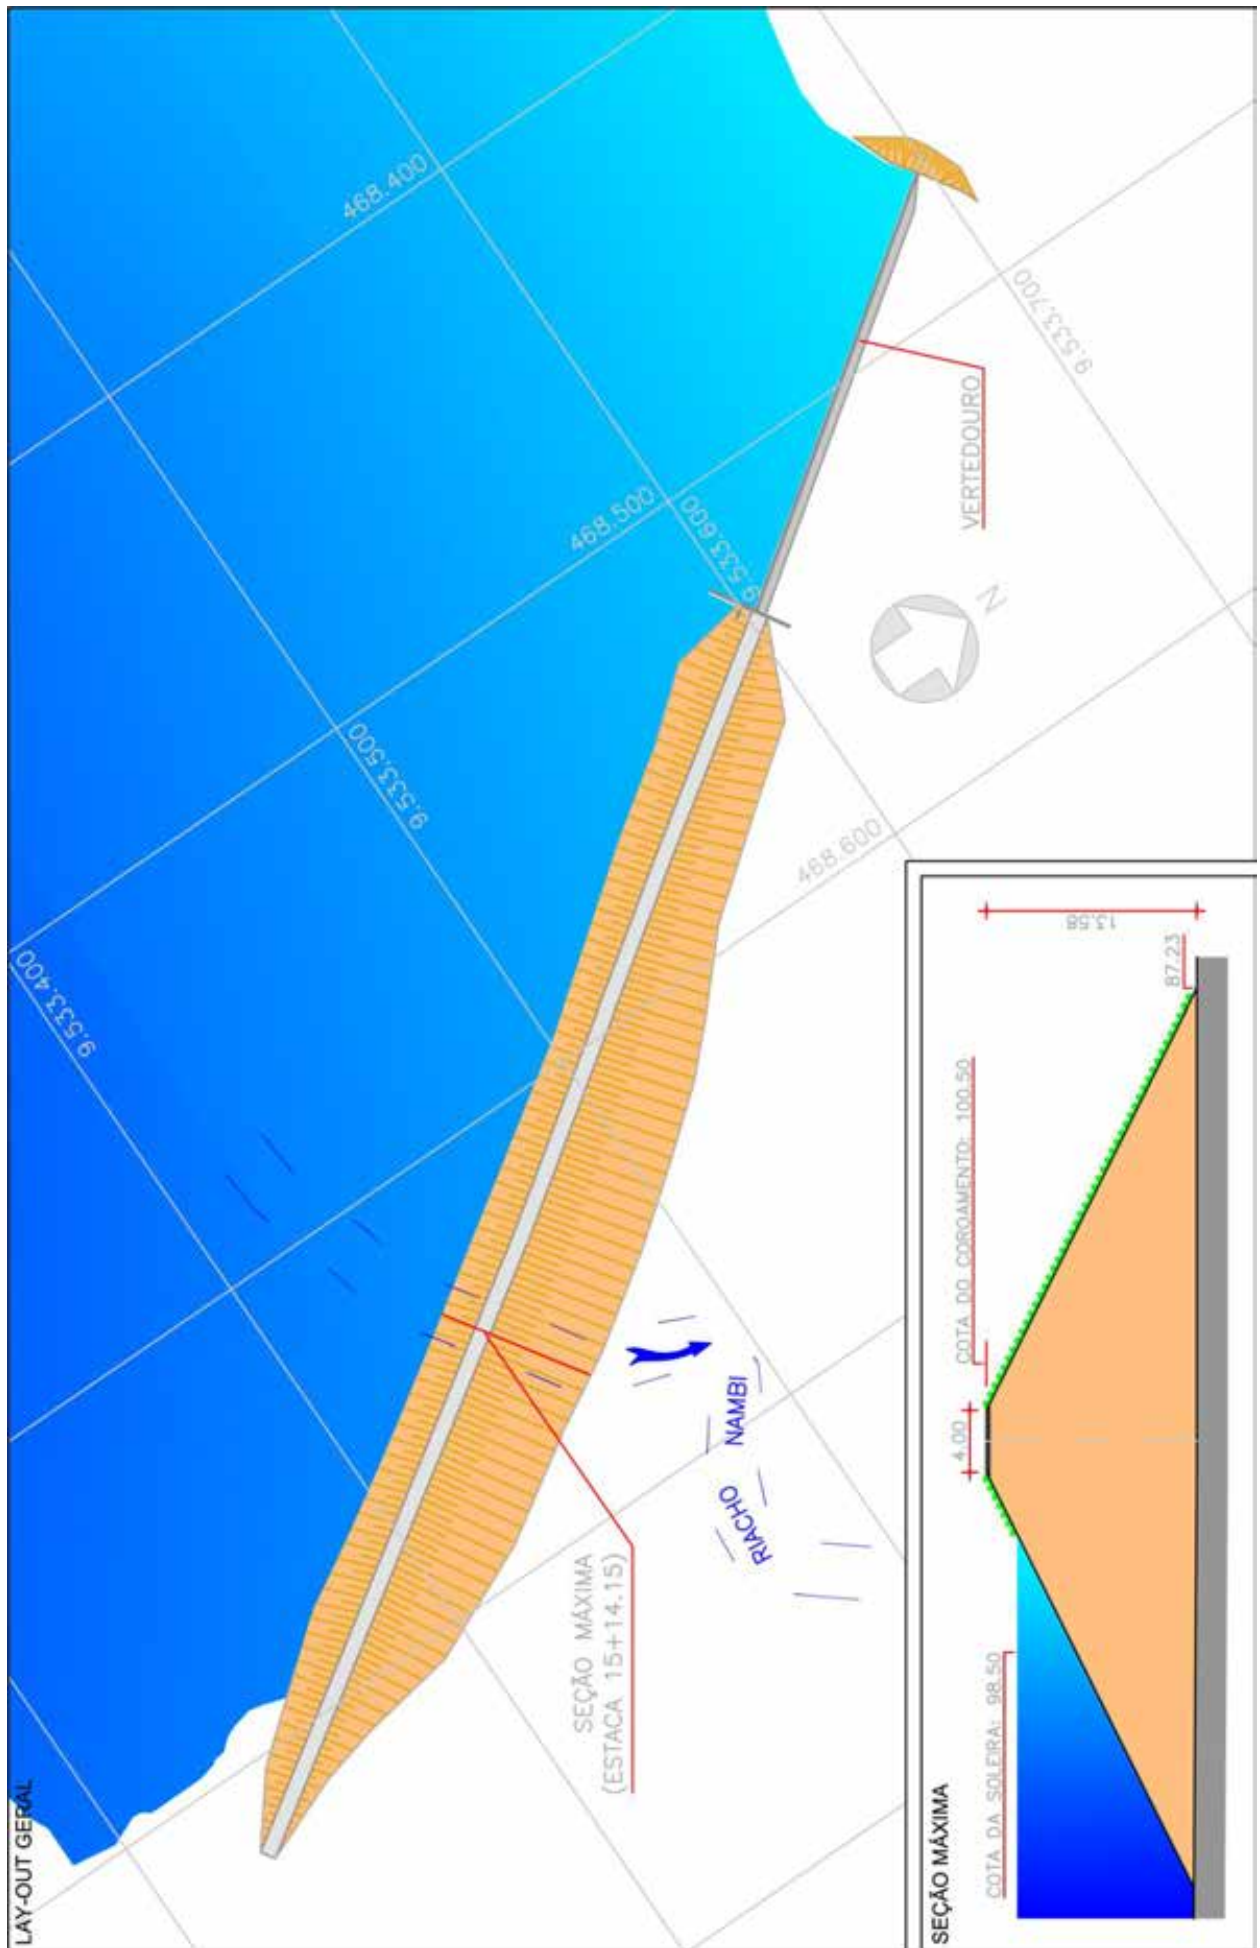 LAY-OUT GERAL
468.400
9.533.700
468.500
9.533.600
VERTEDOURO
N
9.533.500
468.600
9.533.400
NAMBI
RIACHO
SEÇÃO MÁXIMA
(ESTACA 15+14.15)
SEÇÃO MÁXIMA
COTA DA SOLEIRA: 98.50
4.00
COTA DO COROAMENTO: 100.50
87.23
13.58